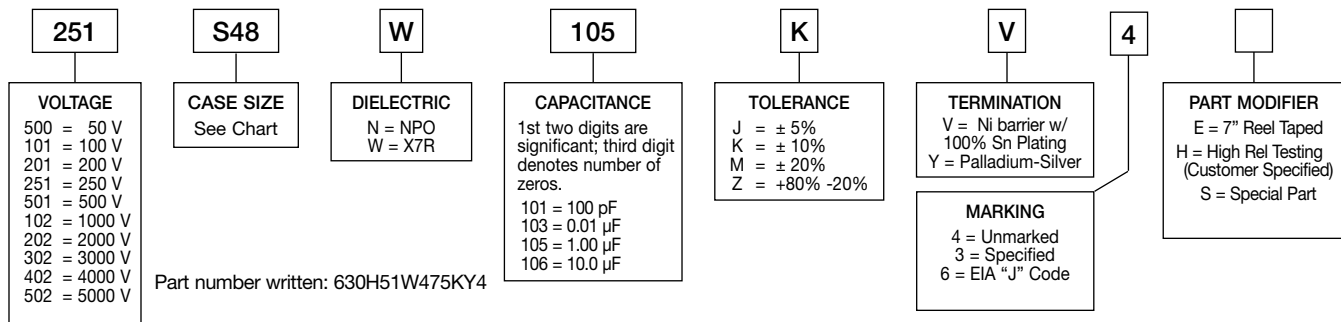 251
S48
W
105
K
V
4
VOLTAGE
500 = 50 V
101 = 100 V
201 = 200 V
251 = 250 V
501 = 500 V
102 = 1000 V
202 = 2000 V
302 = 3000 V
402 = 4000 V
502 = 5000 V
CASE SIZE
See Chart
DIELECTRIC
N = NPO
W = X7R
CAPACITANCE
1st two digits are
significant; third digit
denotes number of
zeros.
101 = 100 pF
103 = 0.01 µF
105 = 1.00 µF
106 = 10.0 µF
TOLERANCE
J = ± 5%
K = ± 10%
M = ± 20%
Z = +80% -20%
TERMINATION
V = Ni barrier w/
100% Sn Plating
Y = Palladium-Silver
MARKING
4 = Unmarked
3 = Specified
6 = EIA “J” Code
PART MODIFIER
E = 7” Reel Taped
H = High Rel Testing
(Customer Specified)
S = Special Part
Part number written: 630H51W475KY4